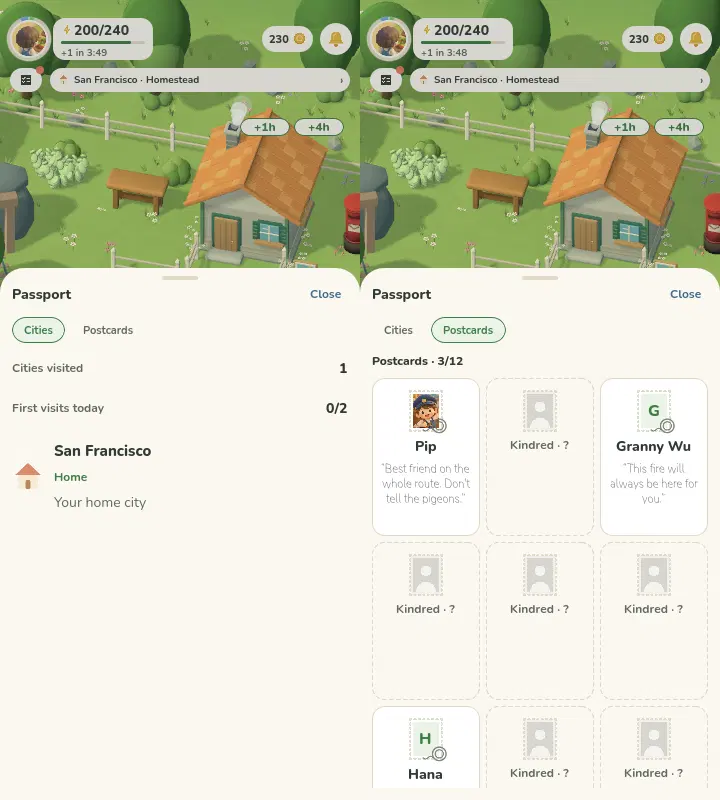 200/240
+1 in 3:49
230
San Francisco · Homestead ›
+1h
+4h
Passport
Close
Cities
Postcards
Cities visited
1
First visits today
0/2
San Francisco
Home
Your home city
200/240
+1 in 3:48
230
San Francisco · Homestead ›
+1h
+4h
Passport
Close
Cities
Postcards
Postcards · 3/12
Pip
"Best friend on the
whole route. Don't
tell the pigeons."
Kindred · ?
G
Granny Wu
"This fire will
always be here for
you."
Kindred · ?
Kindred · ?
Kindred · ?
H
Hana
Kindred · ?
Kindred · ?